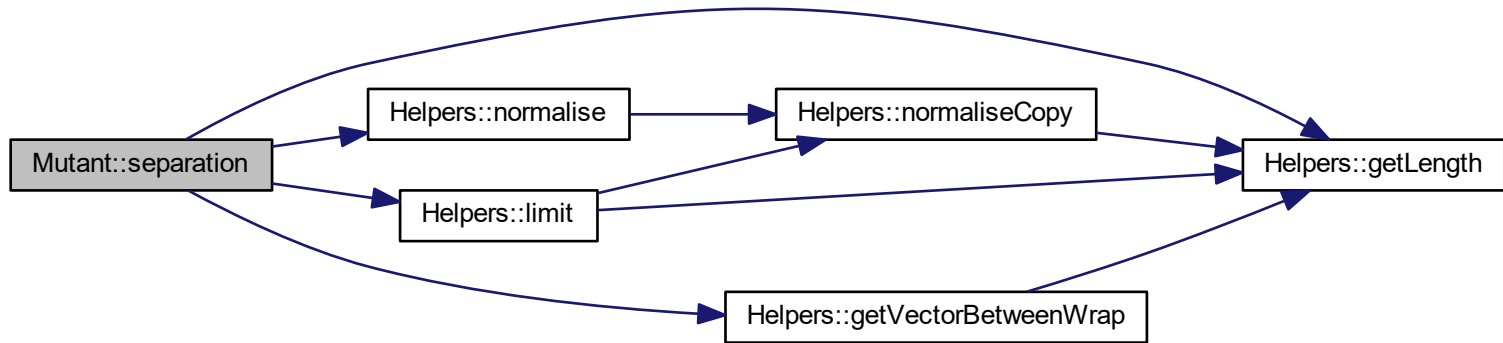 Mutant::separation
Helpers::normalise
Helpers::limit
Helpers::normaliseCopy
Helpers::getVectorBetweenWrap
Helpers::getLength